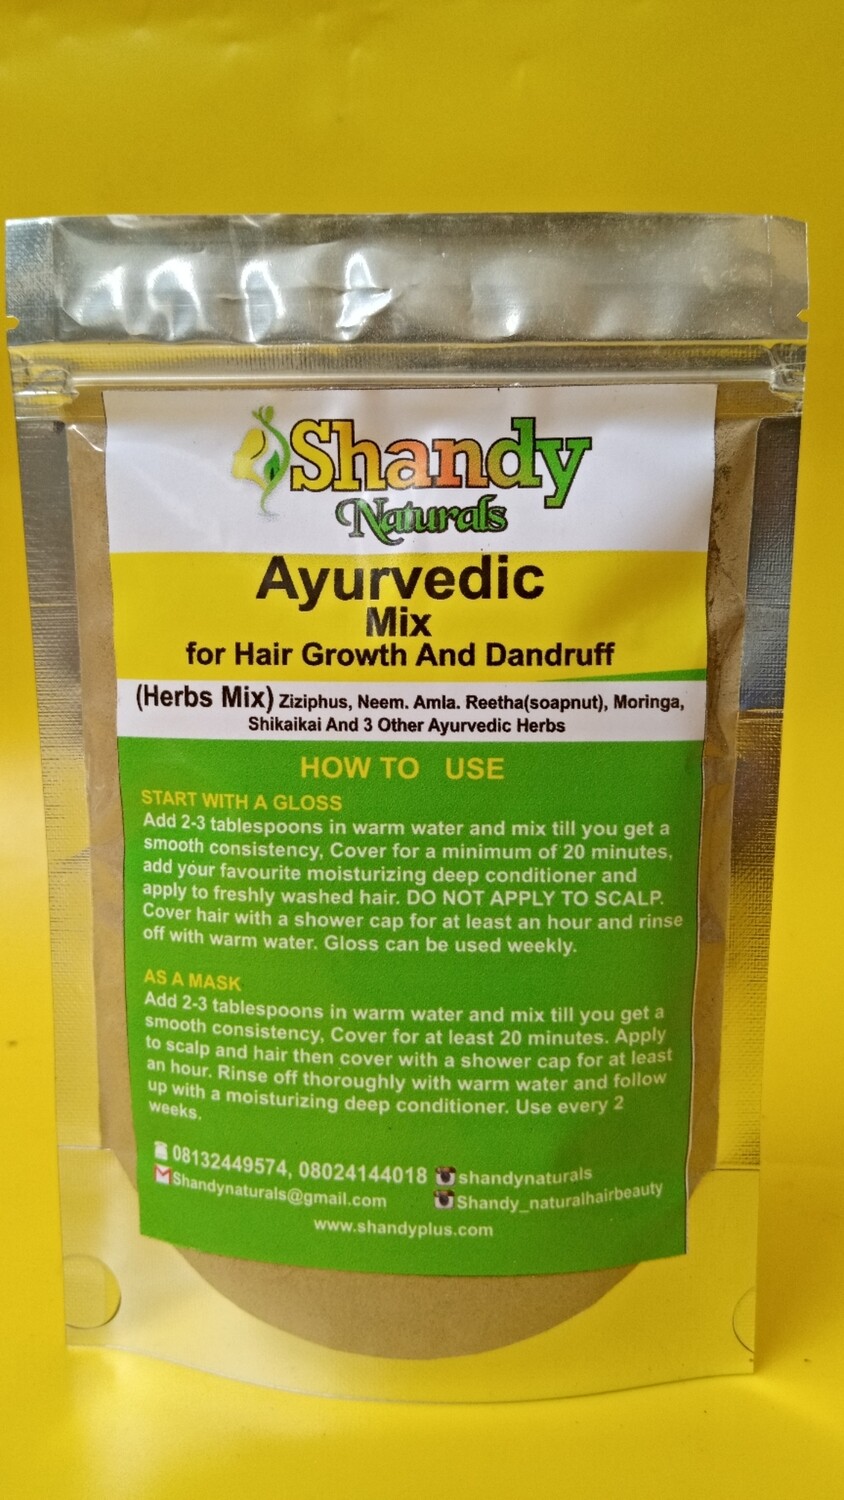 Shandy
Naturals
Ayurvedic
Mix
for Hair Growth And Dandruff
(Herbs Mix) Ziziphus, Neem. Amla. Reetha(soapnut), Moringa,
Shikaikai And 3 Other Ayurvedic Herbs
HOW TO USE
START WITH A GLOSS
Add 2-3 tablespoons in warm water and mix till you get a
smooth consistency, Cover for a minimum of 20 minutes,
add your favourite moisturizing deep conditioner and
apply to freshly washed hair. DO NOT APPLY TO SCALP.
Cover hair with a shower cap for at least an hour and rinse
off with warm water. Gloss can be used weekly.
AS A MASK
Add 2-3 tablespoons in warm water and mix till you get a
smooth consistency, Cover for at least 20 minutes. Apply
to scalp and hair then cover with a shower cap for at least
an hour. Rinse off thoroughly with warm water and follow
up with a moisturizing deep conditioner. Use every 2
weeks.
08132449574, 08024144018 shandynaturals
Shandynaturals@gmail.com Shandy_naturalhairbeauty
www.shandyplus.com